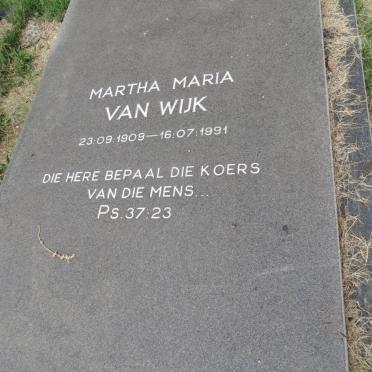 MARTHA MARIA
VAN WIJK
23:09:1909—16:07:1991
DIE HERE BEPAAL DIE KOERS
VAN DIE MENS...
PS.37:23